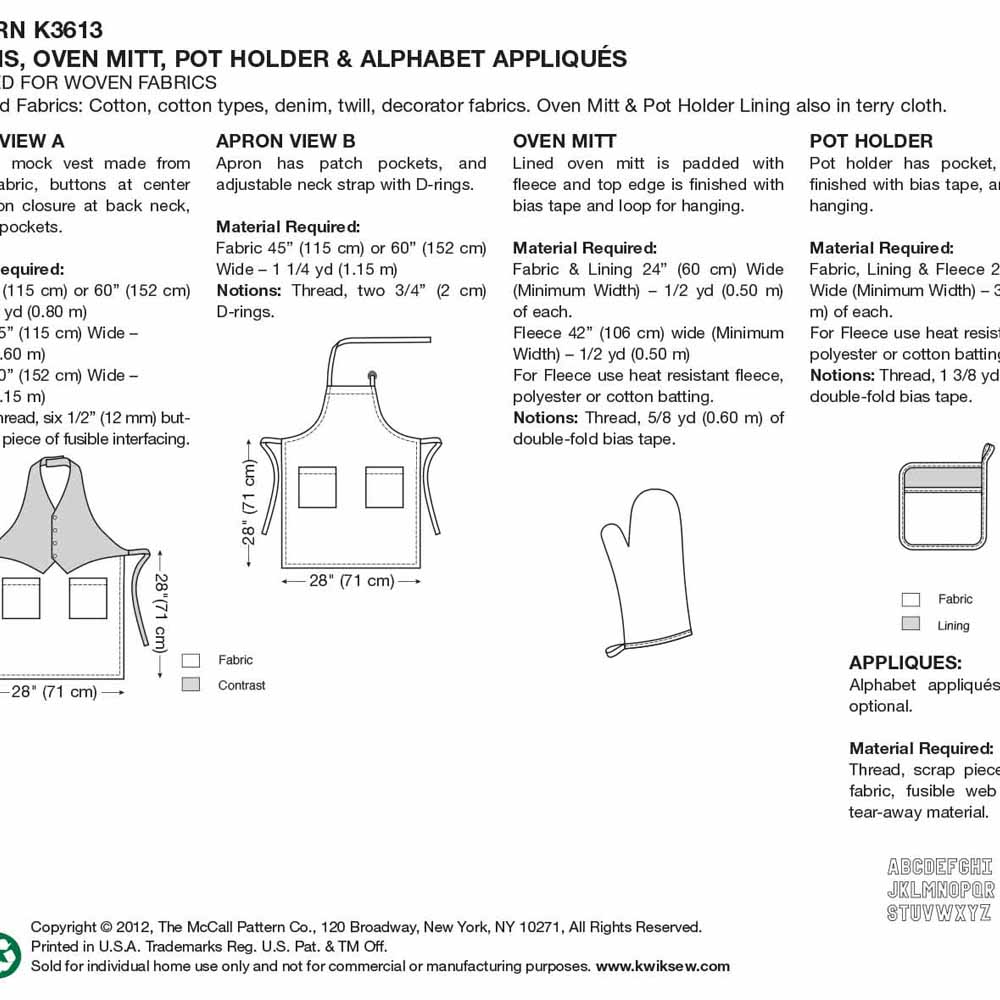 RN K3613
IS, OVEN MITT, POT HOLDER & ALPHABET APPLIQUÉS
ED FOR WOVEN FABRICS
d Fabrics: Cotton, cotton types, denim, twill, decorator fabrics. Oven Mitt & Pot Holder Lining also in terry cloth.
VIEW A
mock vest made from
abric, buttons at center
on closure at back neck,
pockets.
equired:
(115 cm) or 60” (152 cm)
yd (0.80 m)
5” (115 cm) Wide –
.60 m)
0” (152 cm) Wide –
.15 m)
hread, six 1/2” (12 mm) but-
piece of fusible interfacing.
28"(71 cm)
28" (71 cm)
Fabric
Contrast
APRON VIEW B
Apron has patch pockets, and
adjustable neck strap with D-rings.
Material Required:
Fabric 45” (115 cm) or 60” (152 cm)
Wide – 1 1/4 yd (1.15 m)
Notions: Thread, two 3/4” (2 cm)
D-rings.
28" (71 cm)
28" (71 cm)
OVEN MITT
Lined oven mitt is padded with
fleece and top edge is finished with
bias tape and loop for hanging.
Material Required:
Fabric & Lining 24” (60 cm) Wide
(Minimum Width) – 1/2 yd (0.50 m)
of each.
Fleece 42” (106 cm) wide (Minimum
Width) – 1/2 yd (0.50 m)
For Fleece use heat resistant fleece,
polyester or cotton batting.
Notions: Thread, 5/8 yd (0.60 m) of
double-fold bias tape.
POT HOLDER
Pot holder has pocket,
finished with bias tape, a
hanging.
Material Required:
Fabric, Lining & Fleece 2
Wide (Minimum Width) – 3
m) of each.
For Fleece use heat resist
polyester or cotton batting
Notions: Thread, 1 3/8 yd
double-fold bias tape.
Fabric
Lining
APPLIQUES:
Alphabet appliqués
optional.
Material Required:
Thread, scrap piece
fabric, fusible web
tear-away material.
ABCDEFGHI
JKLMNOPQR
STUVWXYZ
Copyright © 2012, The McCall Pattern Co., 120 Broadway, New York, NY 10271, All Rights Reserved.
Printed in U.S.A. Trademarks Reg. U.S. Pat. & TM Off.
Sold for individual home use only and not for commercial or manufacturing purposes. www.kwiksew.com